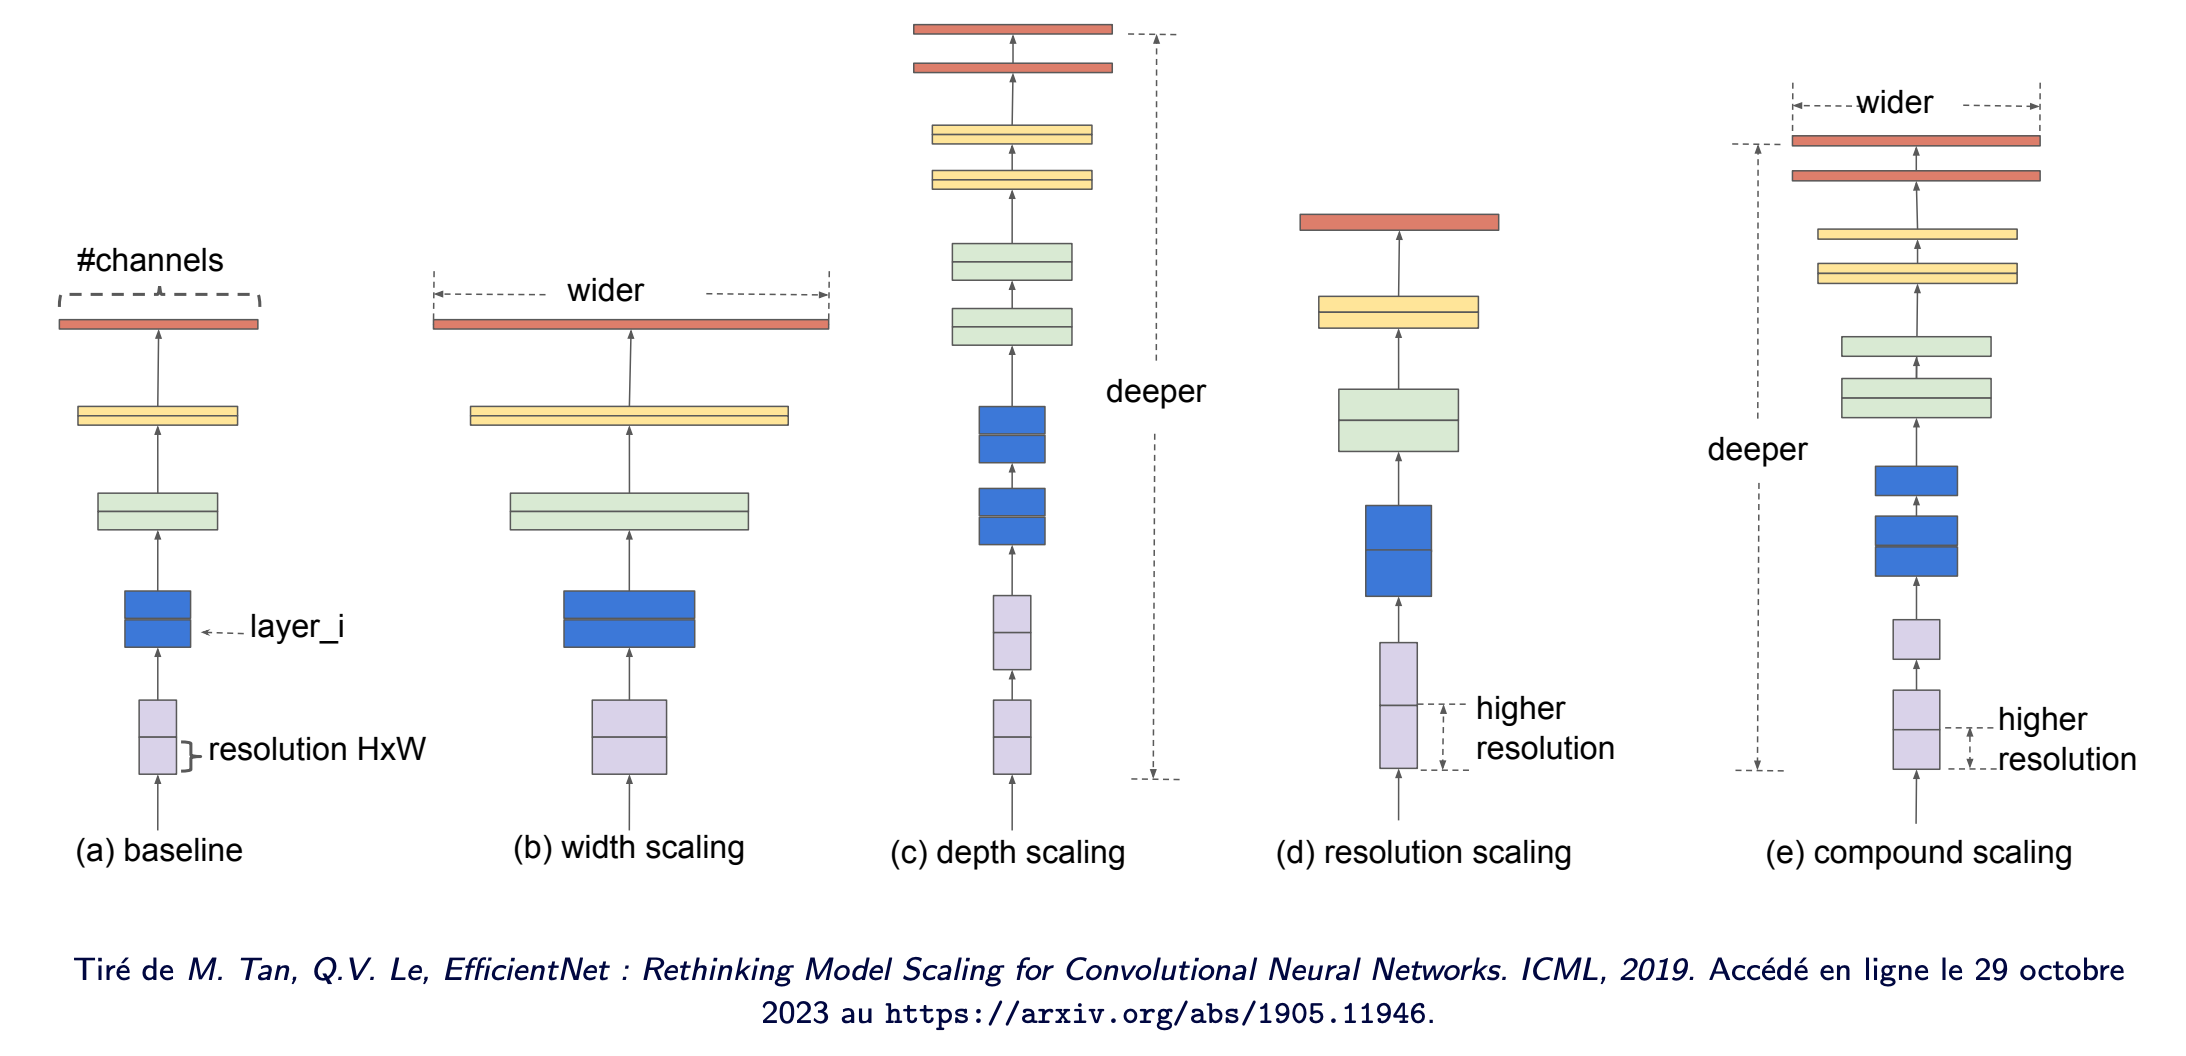 #channels
layer_i
resolution HxW
(a) baseline
wider
(b) width scaling
deeper
(c) depth scaling
higher
resolution
(d) resolution scaling
wider
deeper
higher
resolution
(e) compound scaling
Tiré de M. Tan, Q.V. Le, EfficientNet : Rethinking Model Scaling for Convolutional Neural Networks. ICML, 2019. Accédé en ligne le 29 octobre
2023 au https://arxiv.org/abs/1905.11946.